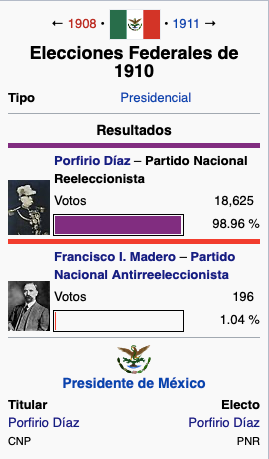 ← 1908 • • 1911 →
Elecciones Federales de
1910
Tipo Presidencial
Resultados
Porfirio Díaz – Partido Nacional
Reeleccionista
Votos 18,625
98.96 %
Francisco I. Madero – Partido
Nacional Antirreeleccionista
Votos 196
1.04 %
Presidente de México
Titular Electo
Porfirio Díaz Porfirio Díaz
CNP PNR